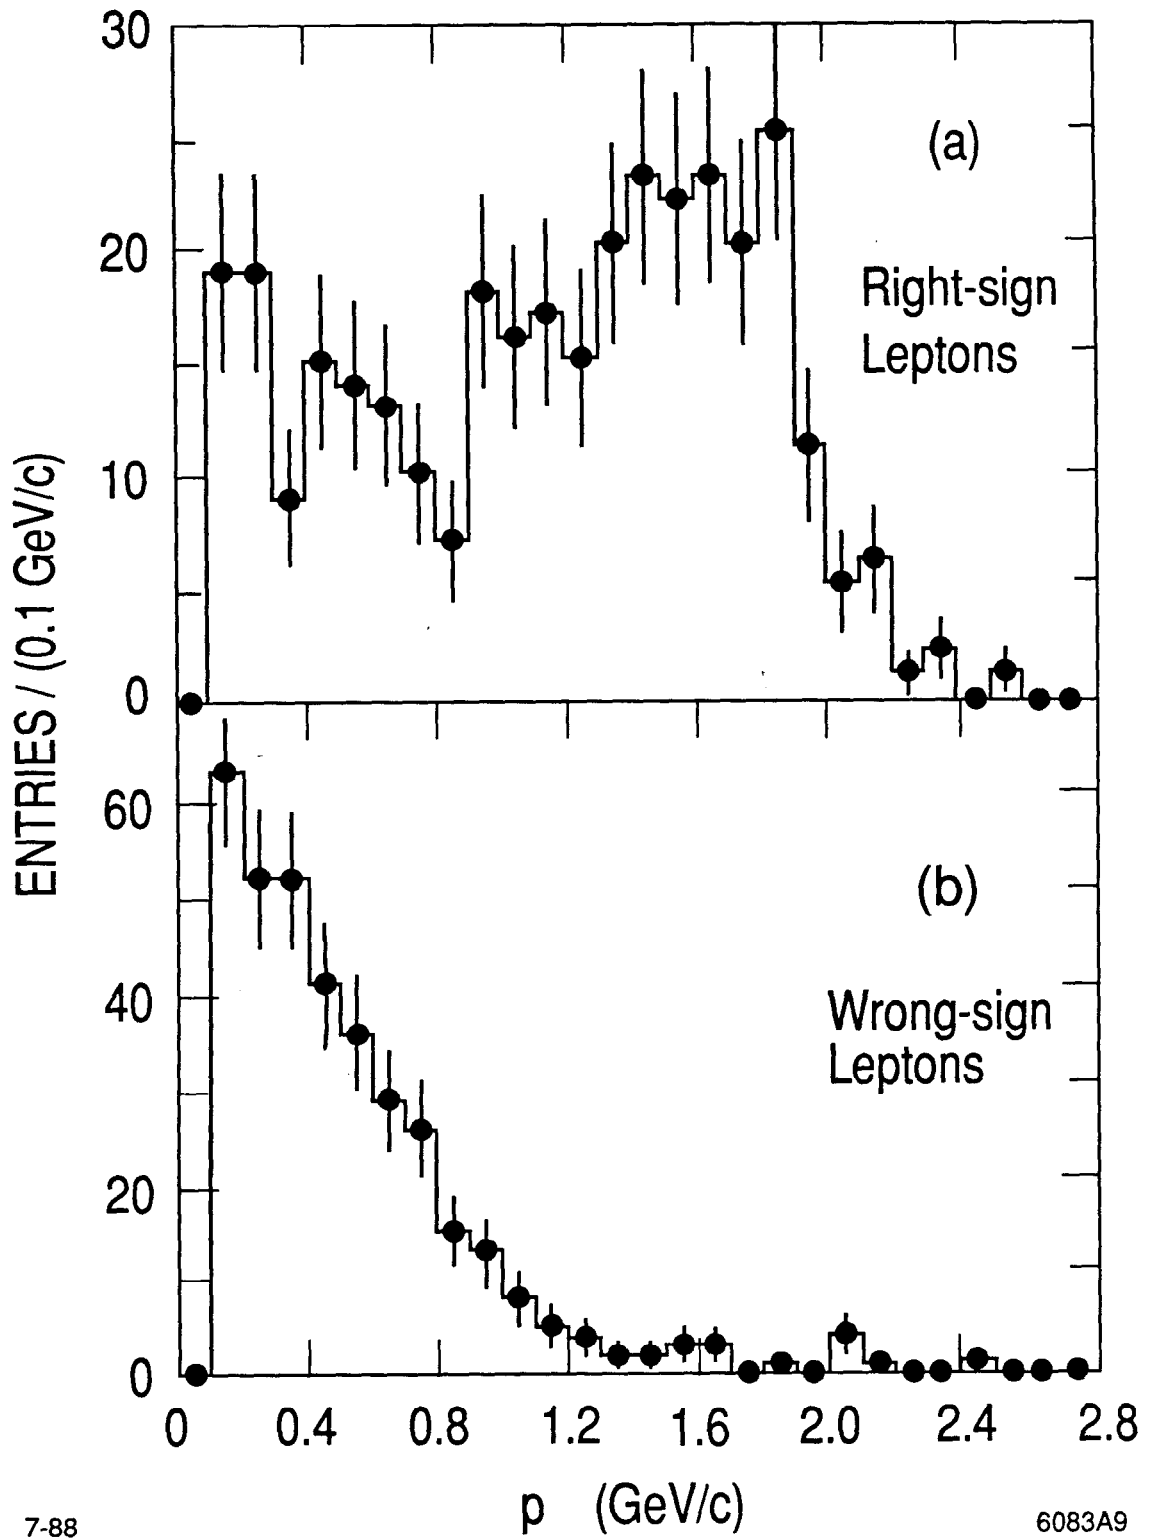 30
(a)
20
Right-sign
Leptons
10
0
ENTRIES / (0.1 GeV/c)
60
(b)
40
Wrong-sign
Leptons
20
0
0 0.4 0.8 1.2 1.6 2.0 2.4 2.8
p (GeV/c)
7-88 6083A9